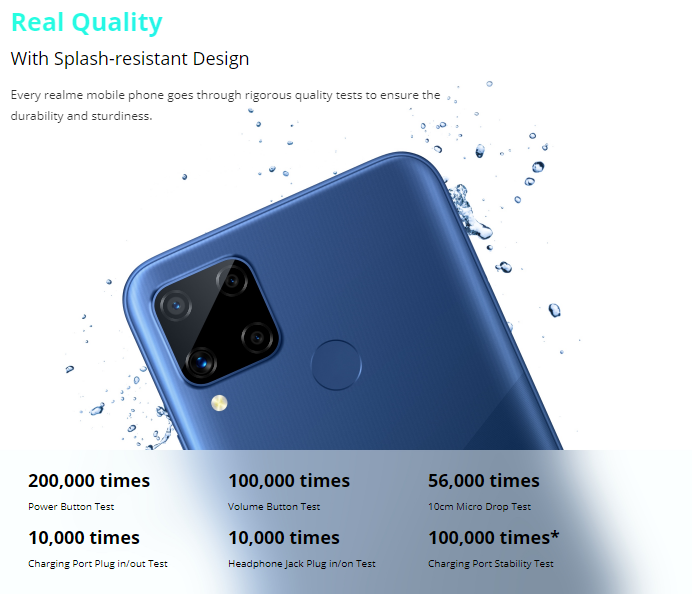 Real Quality
With Splash-resistant Design
Every realme mobile phone goes through rigorous quality tests to ensure the
durability and sturdiness.
200,000 times
100,000 times
56,000 times
Power Button Test
Volume Button Test
10cm Micro Drop Test
10,000 times
10,000 times
100,000 times*
Charging Port Plug in/out Test
Headphone Jack Plug in/on Test
Charging Port Stability Test